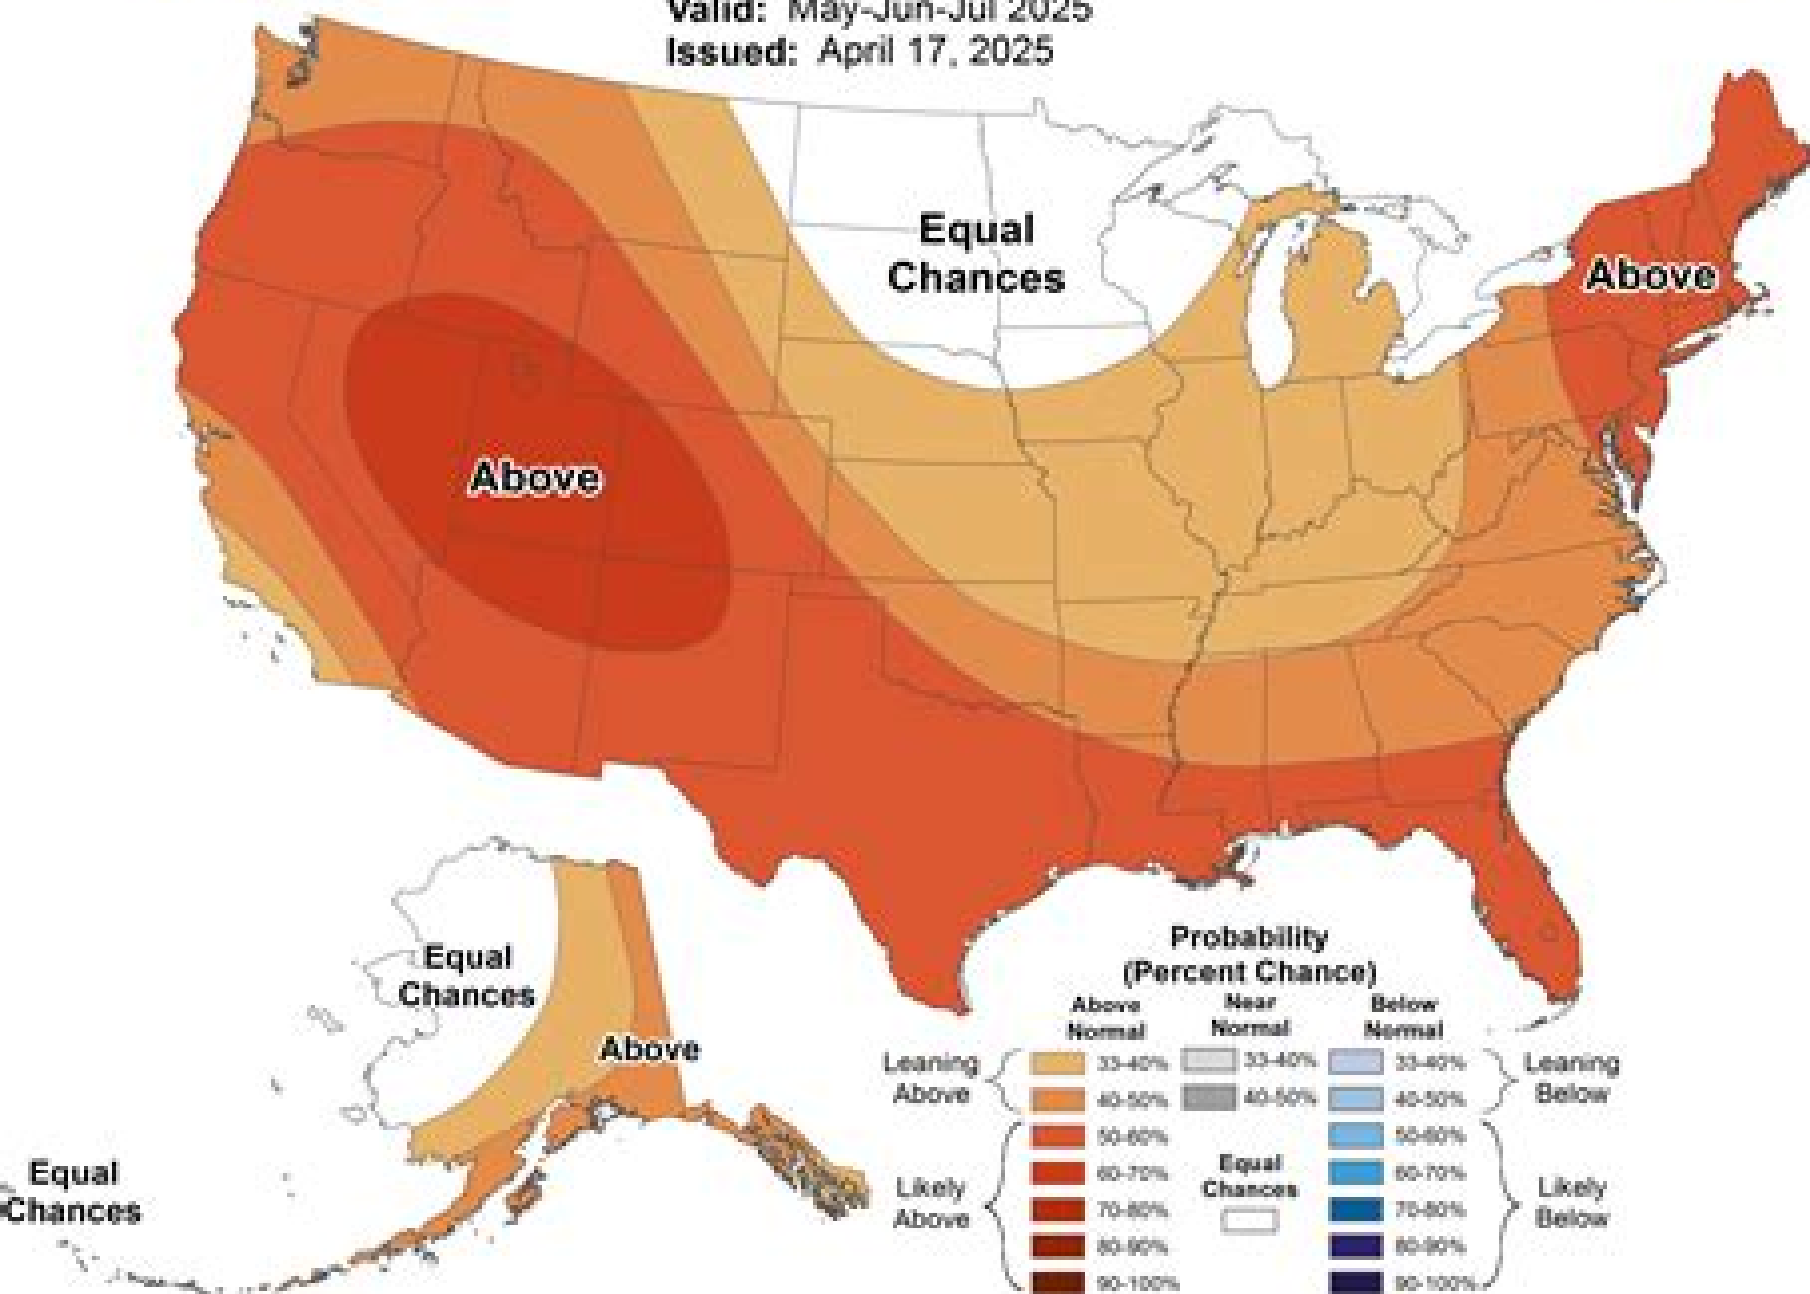 Valid: May-Jun-Jul 2025
Issued: April 17, 2025
Equal
Chances
Above
Above
Equal
Chances
Above
Equal
Chances
Probability
(Percent Chance)
Above
Normal
Near
Normal
Below
Normal
Leaning
Above
33-40%
40-50%
33-40%
40-50%
33-40%
40-50%
Leaning
Below
Likely
Above
50-60%
60-70%
70-80%
80-90%
90-100%
Equal
Chances
50-60%
60-70%
70-80%
80-90%
90-100%
Likely
Below